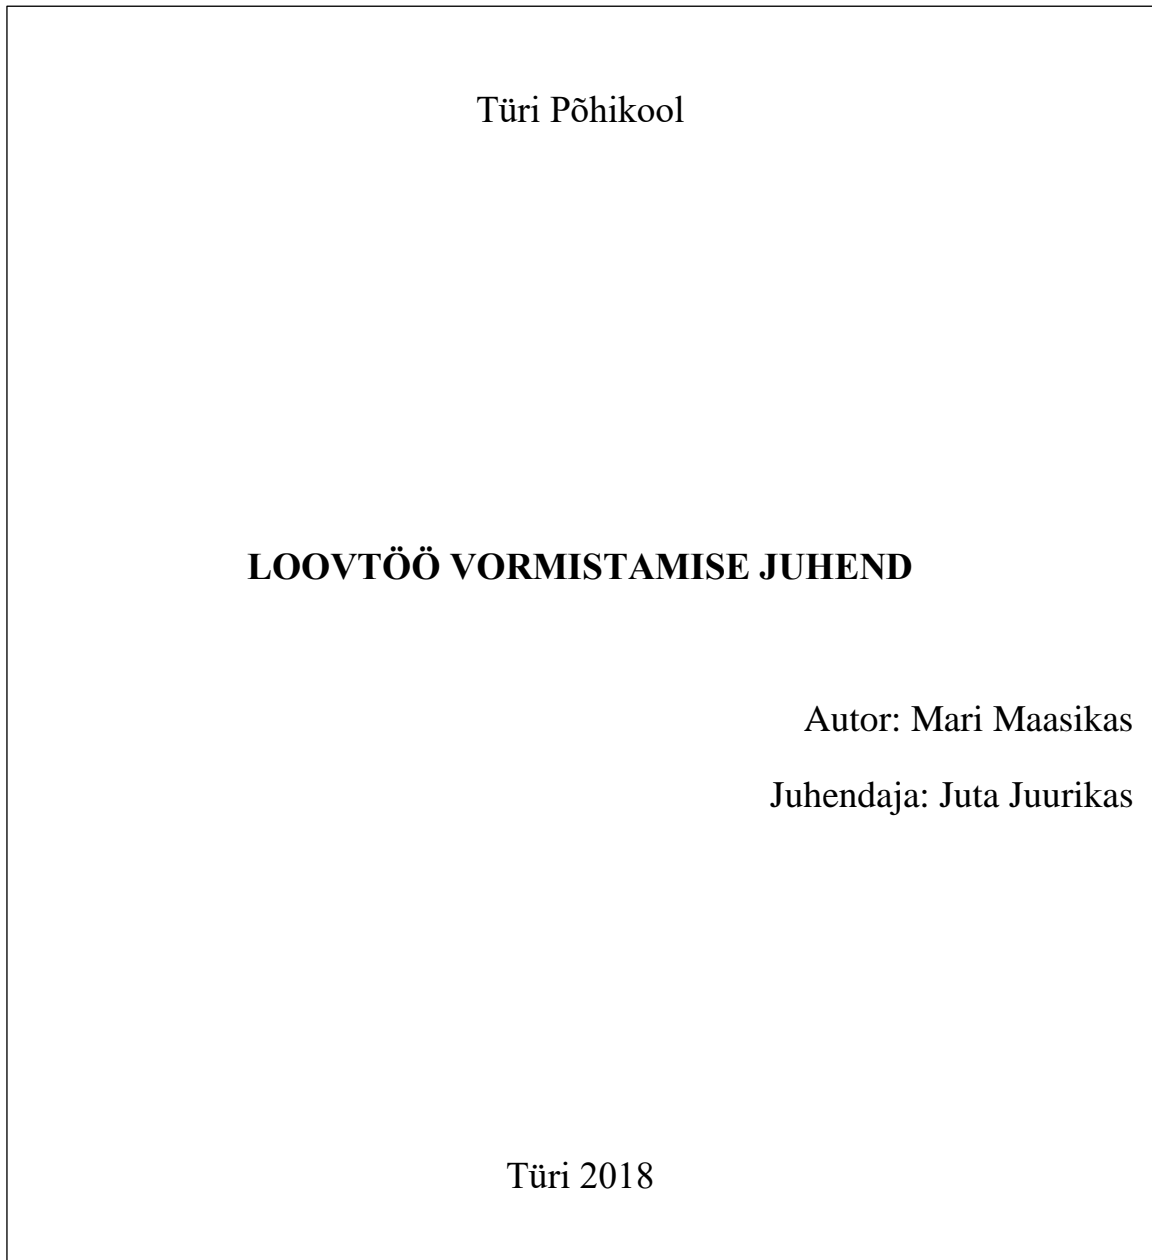 Türi Põhikool
LOOVTÖÖ VORMISTAMISE JUHEND
Autor: Mari Maasikas
Juhendaja: Juta Juurikas
Türi 2018